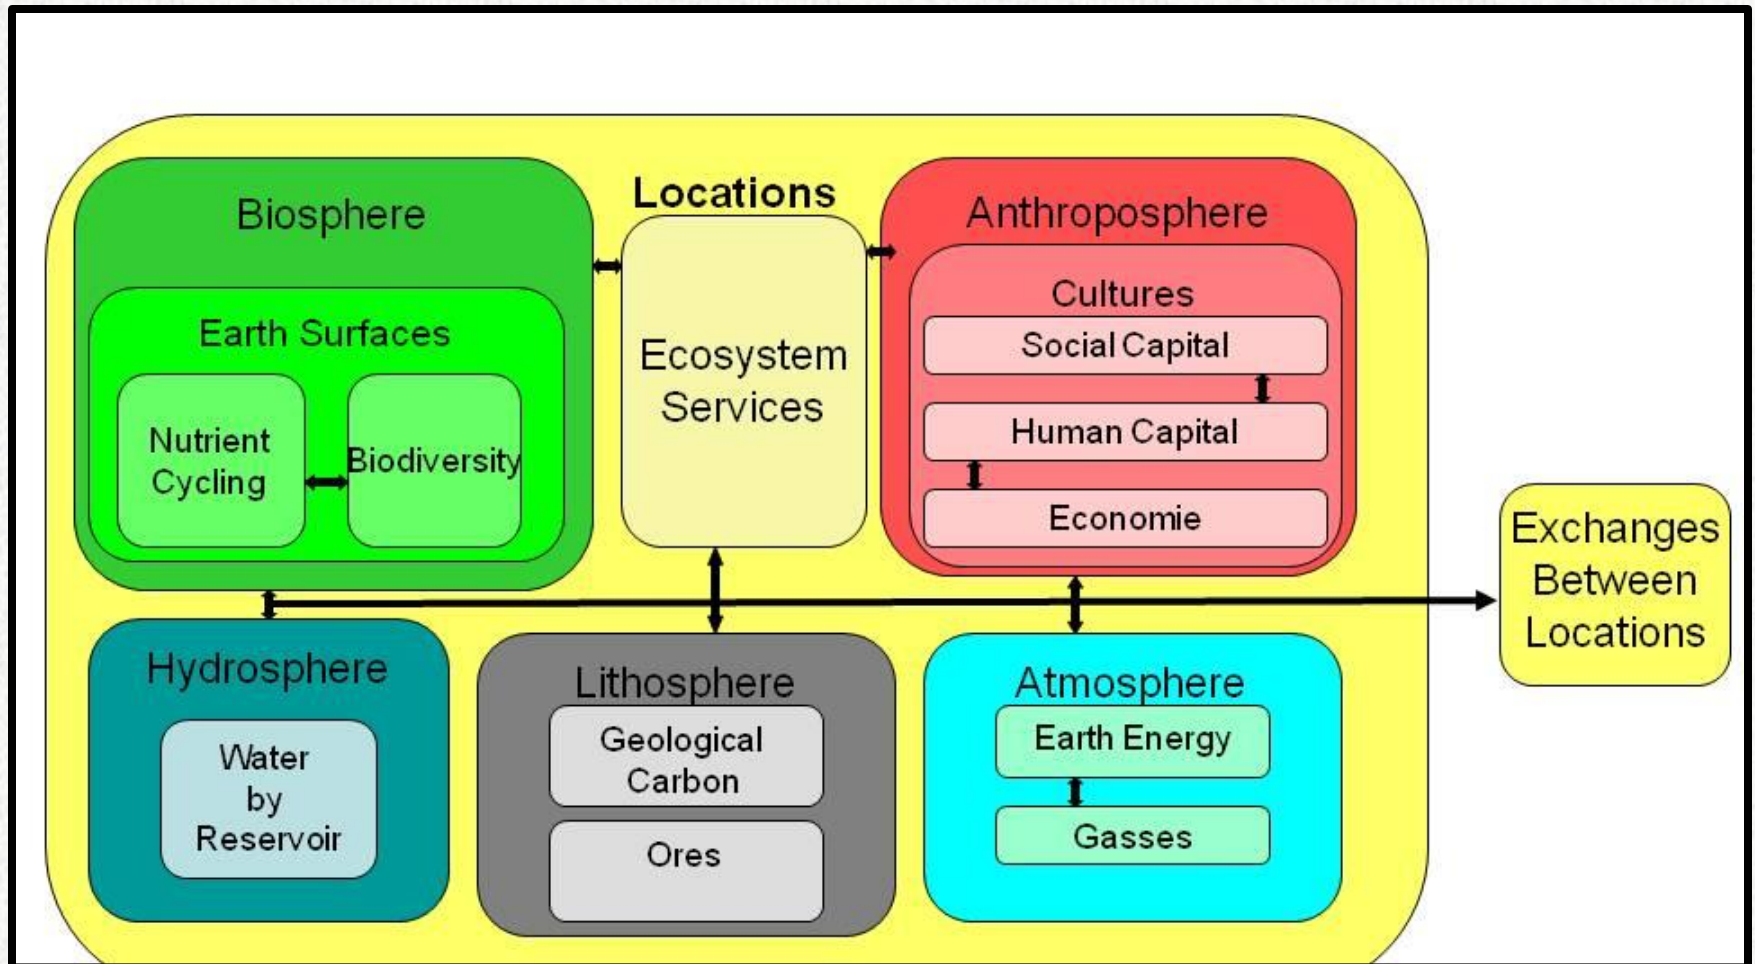 Locations
Biosphere
Earth Surfaces
Nutrient
Cycling
Biodiversity
Ecosystem
Services
Anthroposphere
Cultures
Social Capital
Human Capital
Economie
Exchanges
Between
Locations
Hydrosphere
Water
by
Reservoir
Lithosphere
Geological
Carbon
Ores
Atmosphere
Earth Energy
Gasses